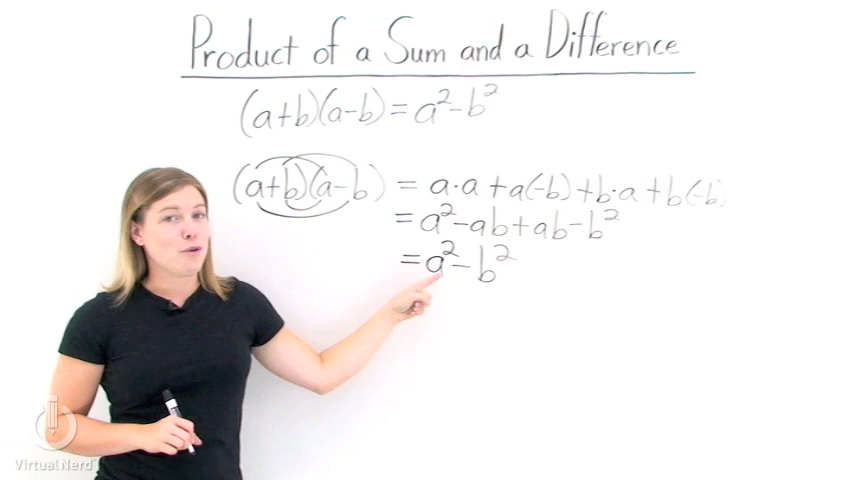 Product of a Sum and a Difference
(a+b)(a-b)=a²-b²
(a+b)(a-b) = a·a+a(-b)+b·a+b(-b)
=a²-ab+ab-b²
=a²-b²
VirtualNerd